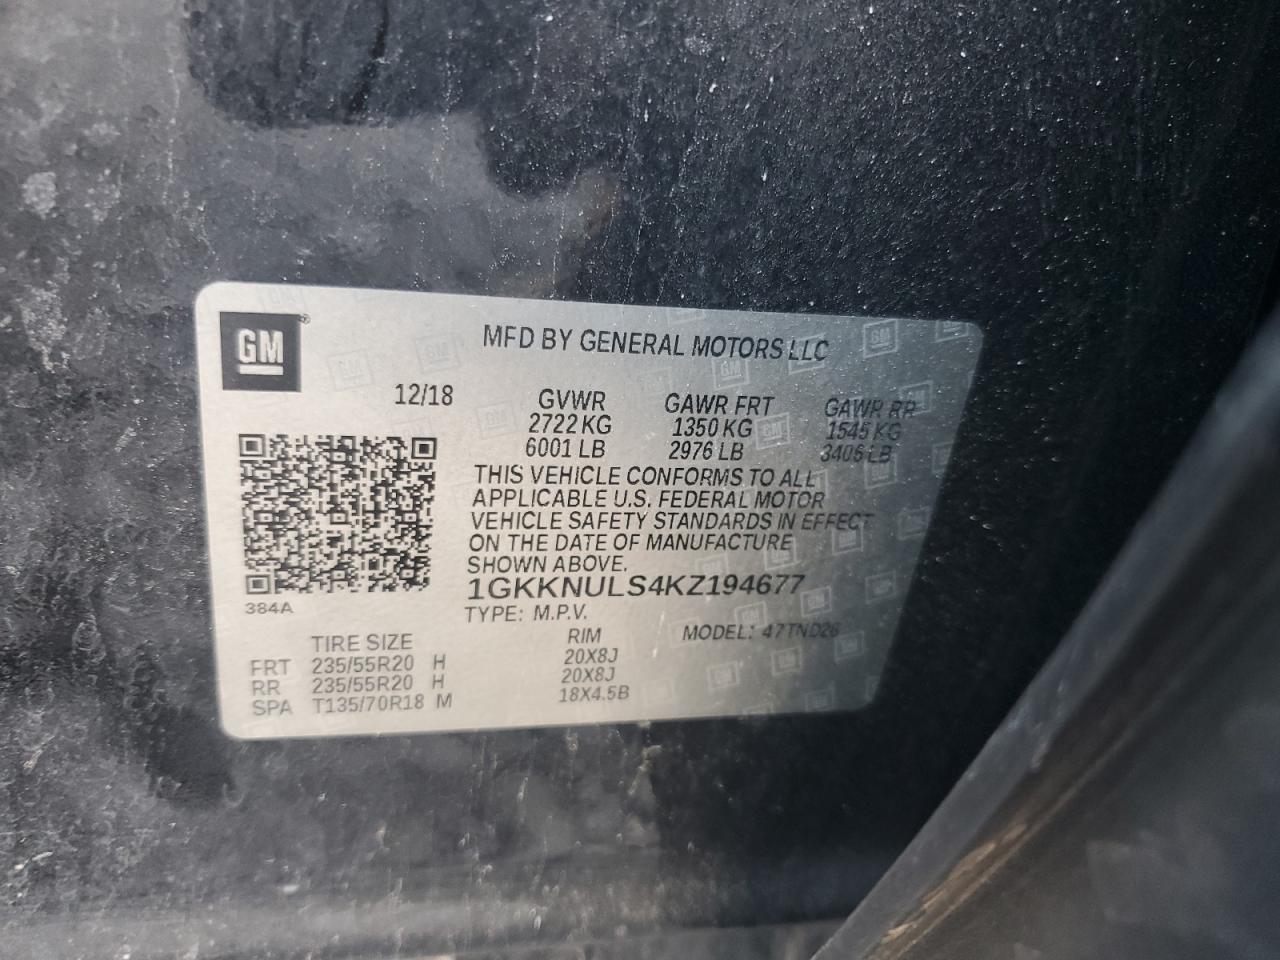 GM
MFD BY GENERAL MOTORS LLC
12/18 GVWR GAWR FRT GAWR RR
2722 KG 1350 KG 1545 KG
6001 LB 2976 LB 3406 LB
THIS VEHICLE CONFORMS TO ALL
APPLICABLE U.S. FEDERAL MOTOR
VEHICLE SAFETY STANDARDS IN EFFECT
ON THE DATE OF MANUFACTURE
SHOWN ABOVE.
1GKKNULS4KZ194677
384A
TYPE: M.P.V. MODEL: 47TND26
TIRE SIZE RIM
FRT 235/55R20 H 20X8J
RR 235/55R20 H 20X8J
SPA T135/70R18 M 18X4.5B